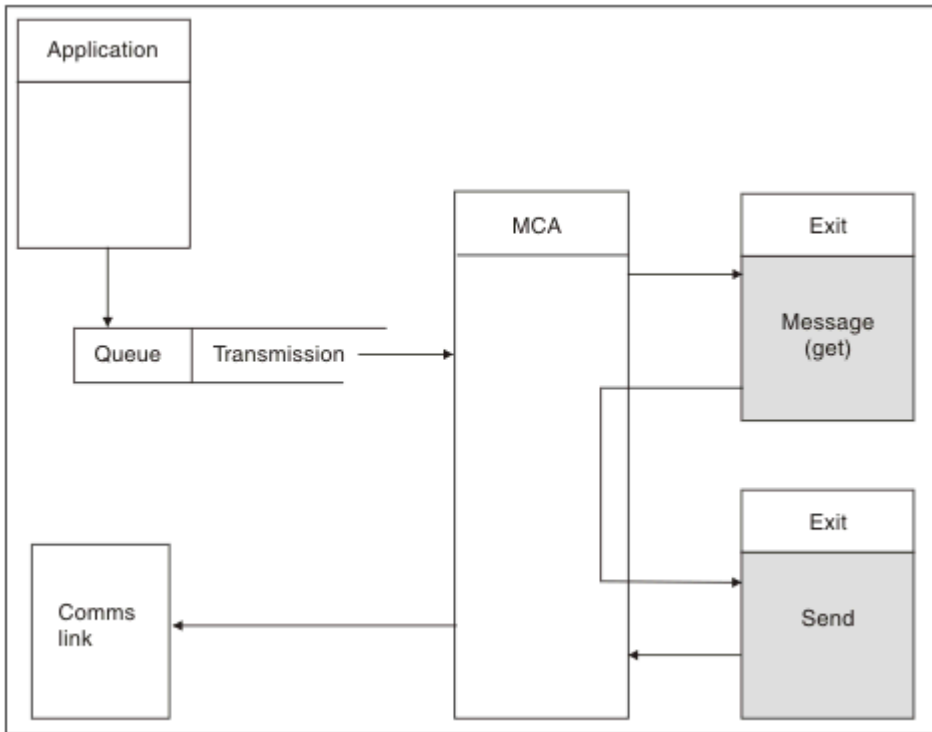 Application
MCA
Exit
Message
(get)
Queue
Transmission
Exit
Send
Comms
link